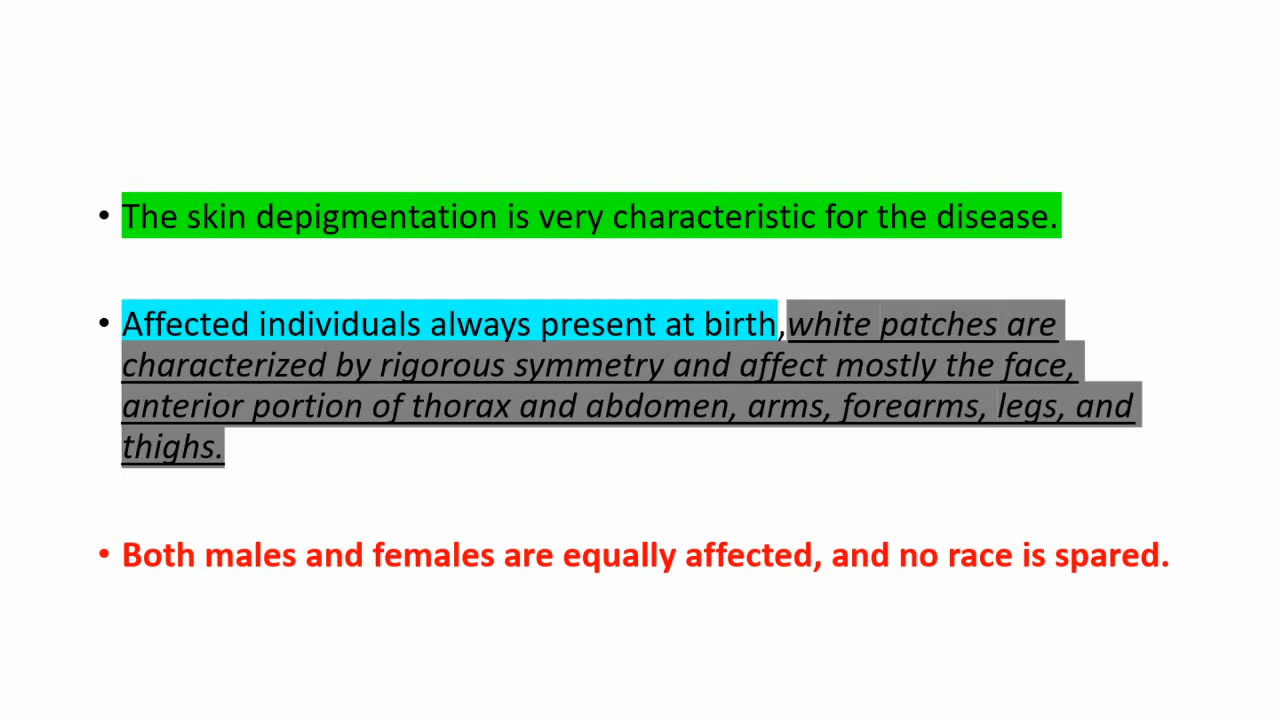 • The skin depigmentation is very characteristic for the disease.
• Affected individuals always present at birth,white patches are
characterized by rigorous symmetry and affect mostly the face,
anterior portion of thorax and abdomen, arms, forearms, legs, and
thighs.
• Both males and females are equally affected, and no race is spared.